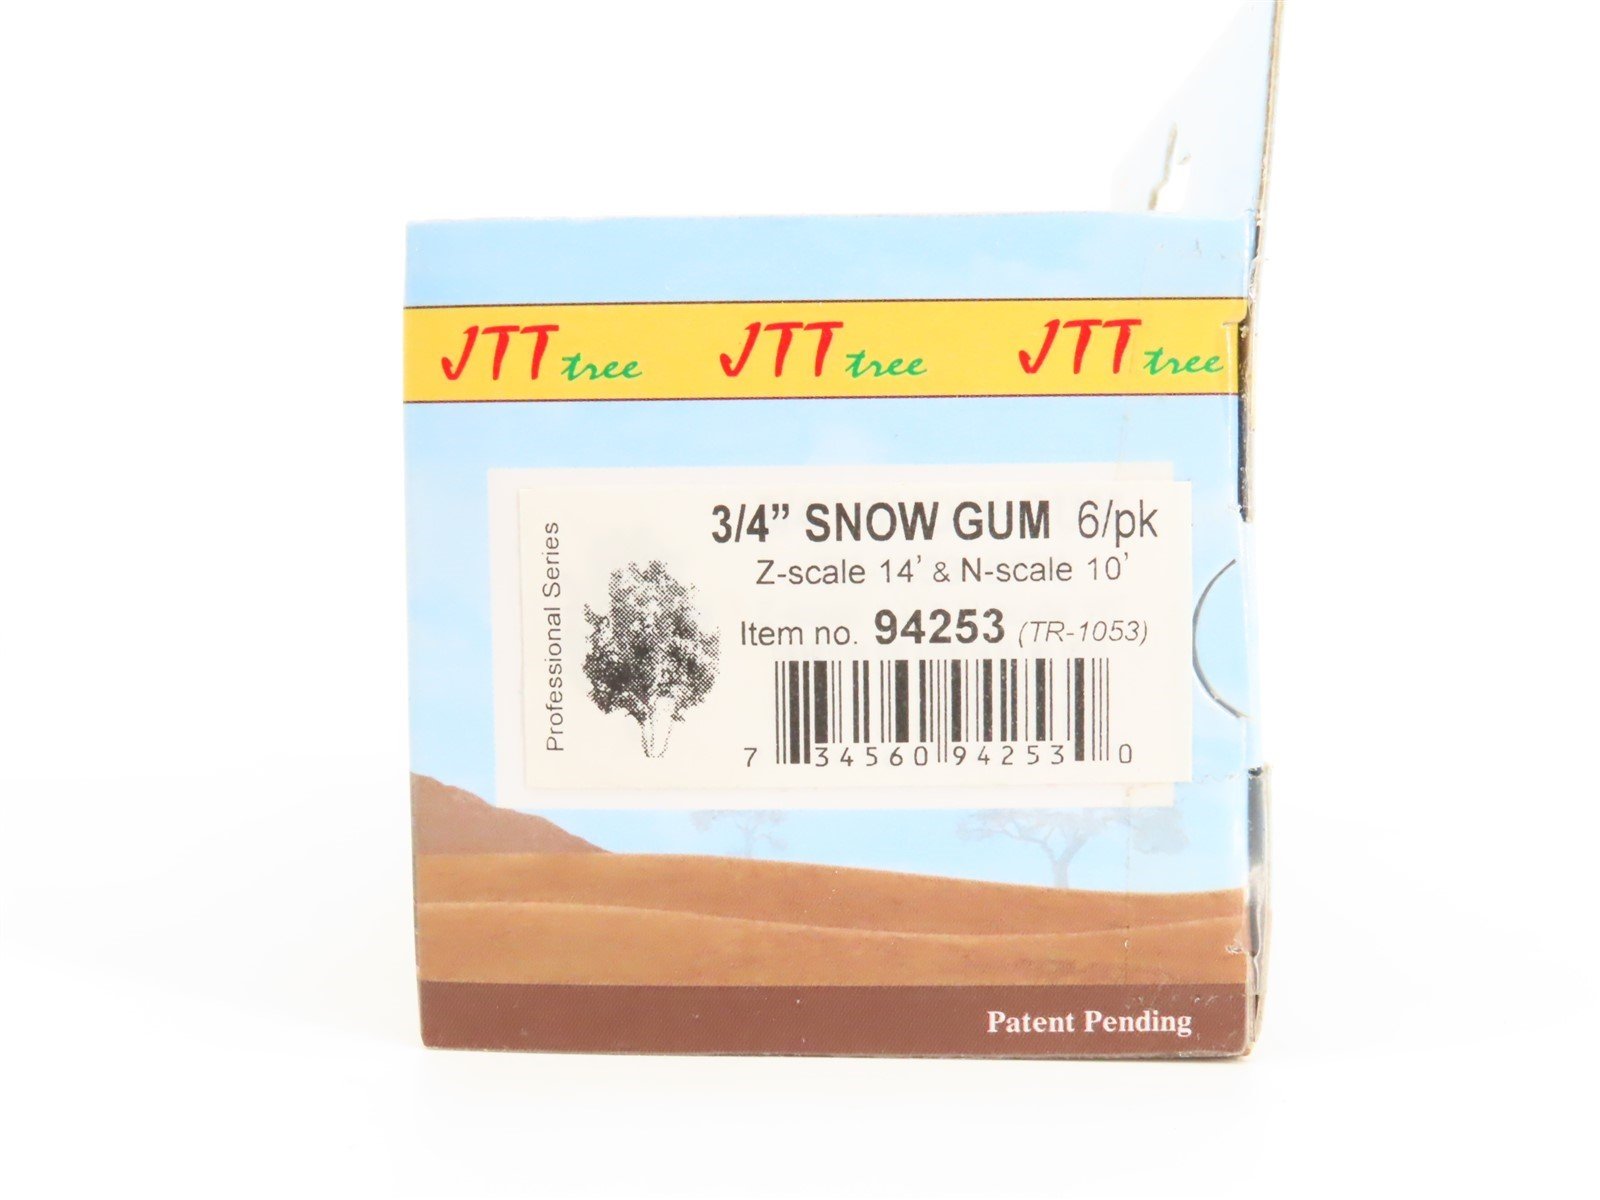 JTT tree JTT tree JTT tree
Professional Series
3/4” SNOW GUM 6/pk
Z-scale 14’ & N-scale 10’
Item no. 94253 (TR-1053)
7 34560 94253 0
Patent Pending